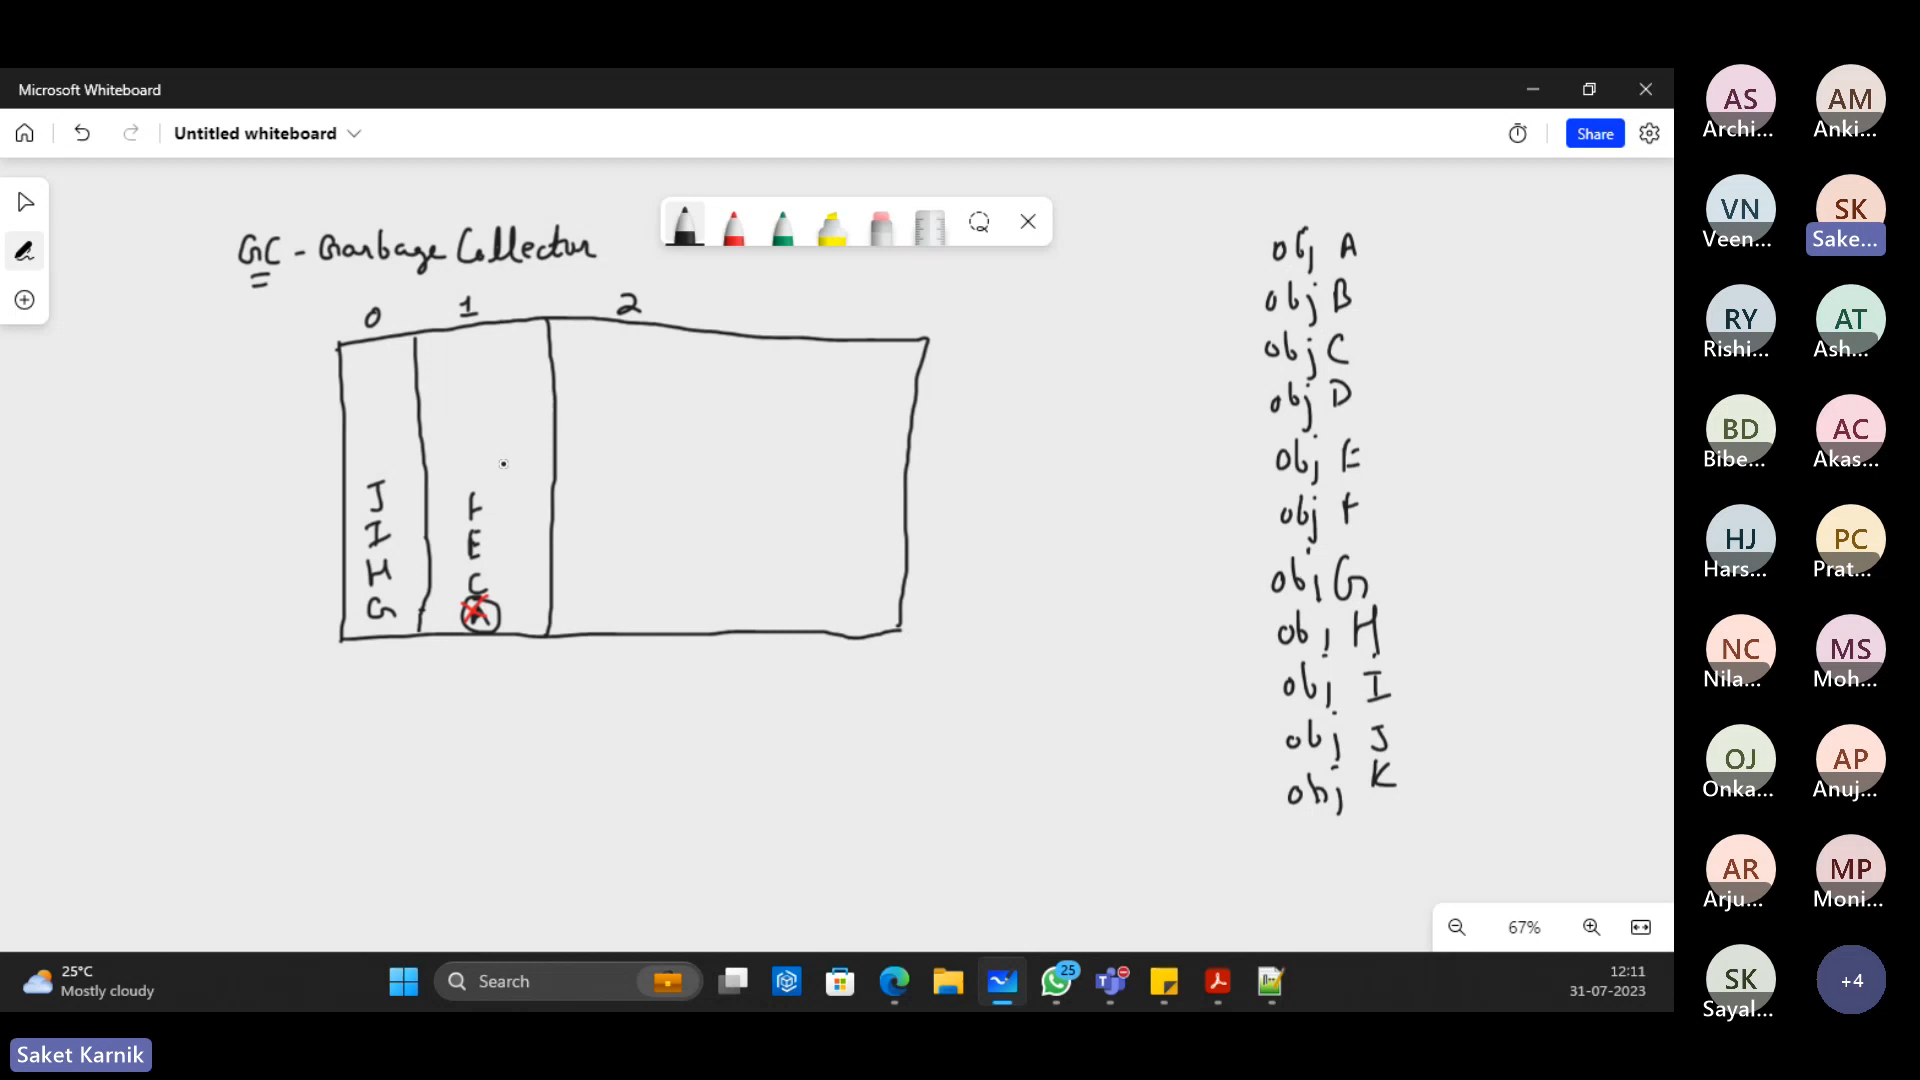 Microsoft Whiteboard
Untitled whiteboard
Share
GC - Garbage Collector
0 1 2
J
I
H
G
F
E
C
A
obj A
obj B
obj C
obj D
obj E
obj F
obj G
obj H
obj I
obj J
obj K
67%
25°C
Mostly cloudy
Search
25
12:11
31-07-2023
Saket Karnik
AS
Archi...
AM
Anki...
VN
Veen...
SK
Sake...
RY
Rishi...
AT
Ash...
BD
Bibe...
AC
Akas...
HJ
Hars...
PC
Prat...
NC
Nila...
MS
Moh...
OJ
Onka...
AP
Anuj...
AR
Arju...
MP
Moni...
SK
Sayal...
+4